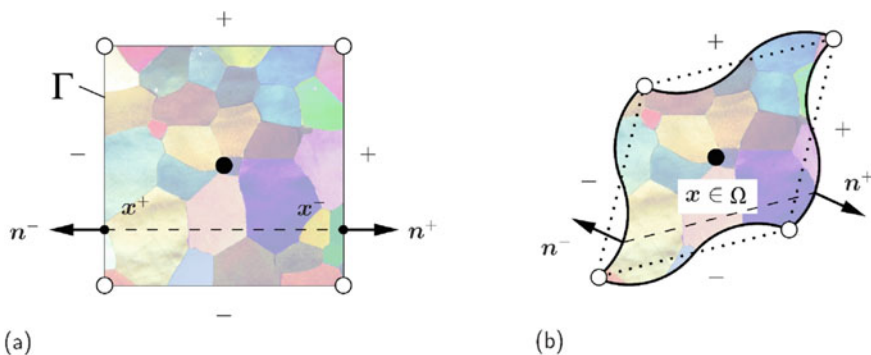 +
Γ
−
+
x⁺
x⁻
n⁻
n⁺
−
(a)
+
+
−
x ∈ Ω
n⁺
n⁻
−
(b)